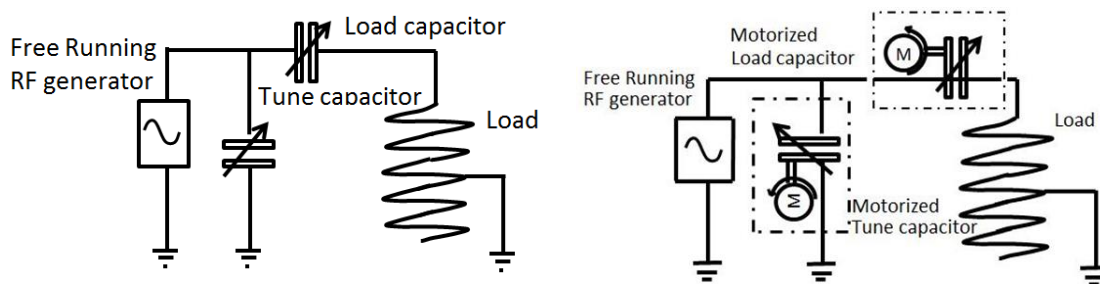 Free Running
RF generator
Load capacitor
Tune capacitor
Load
Motorized
Load capacitor
M
Free Running
RF generator
Load
M
Motorized
Tune capacitor